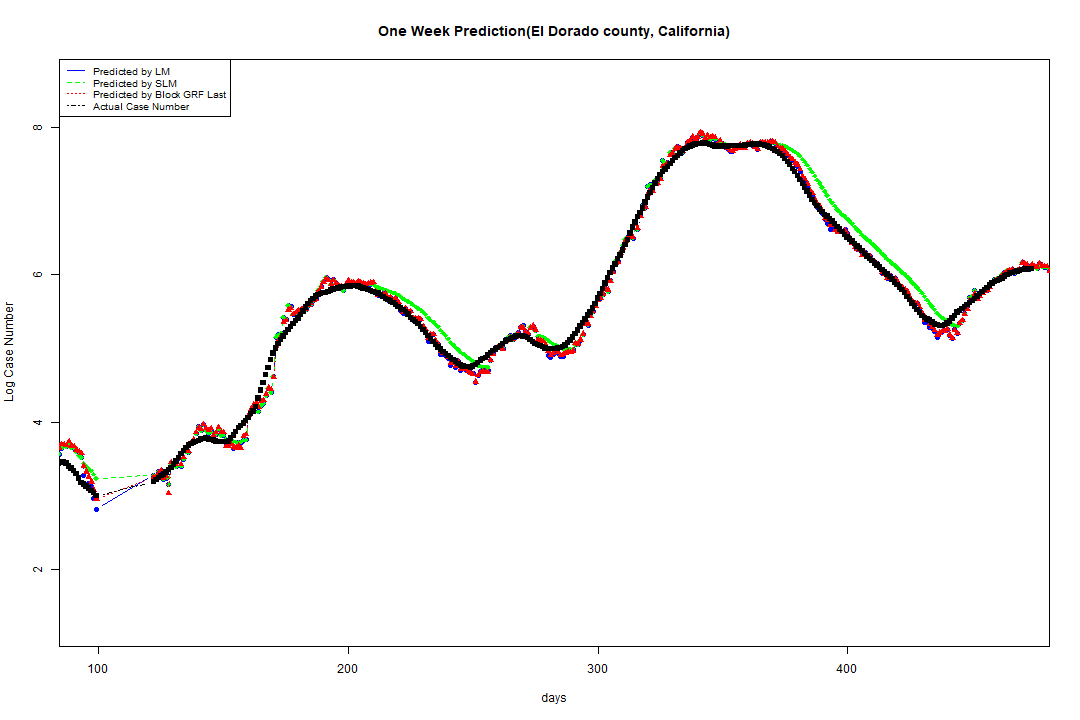 One Week Prediction(El Dorado county, California)
Predicted by LM
Predicted by SLM
Predicted by Block GRF Last
Actual Case Number
8
6
4
2
Log Case Number
100 200 300 400
days